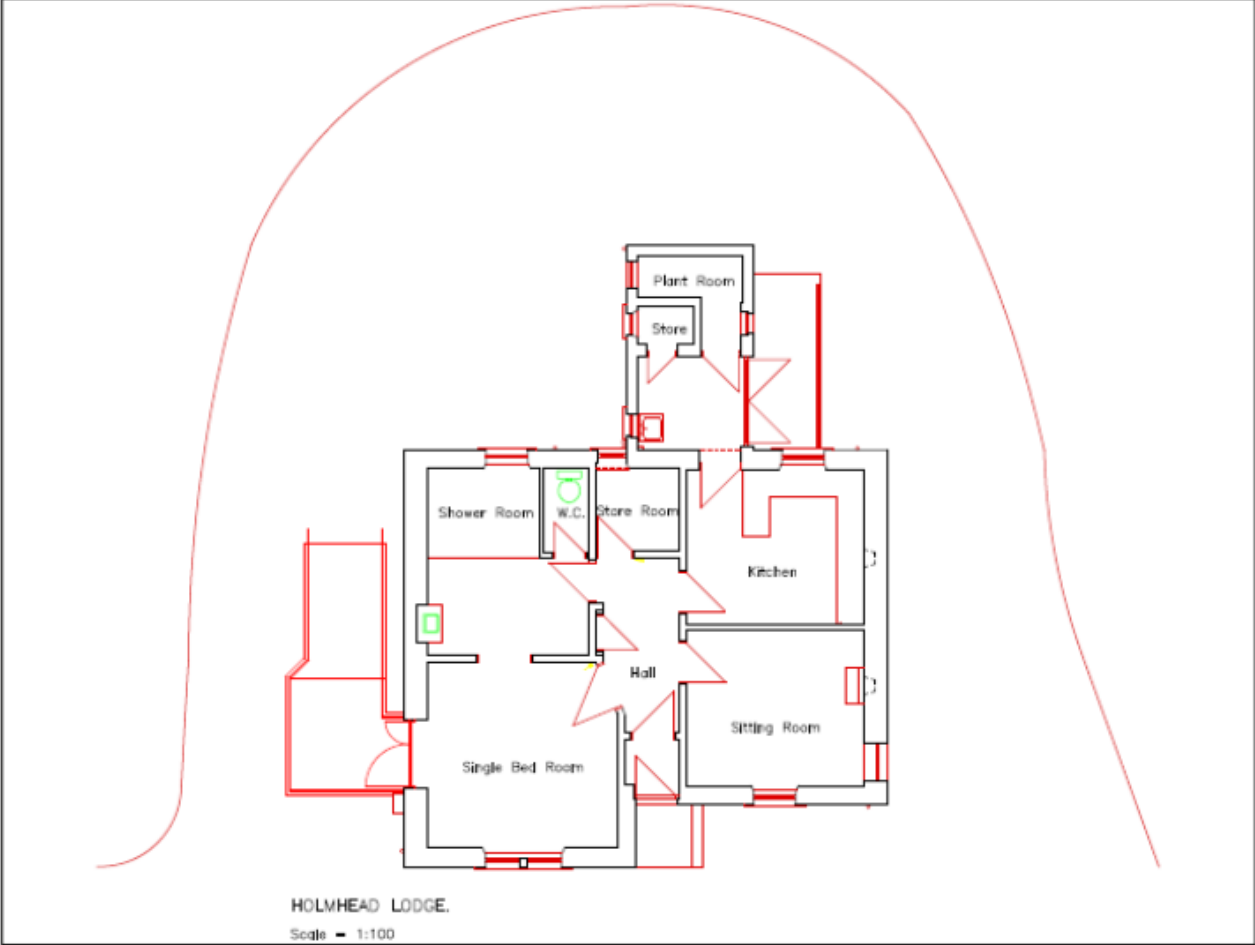 Plant Room
Store
Shower Room
W.C.
Store Room
Kitchen
Hall
Sitting Room
Single Bed Room
HOLMHEAD LODGE.
Scale = 1:100